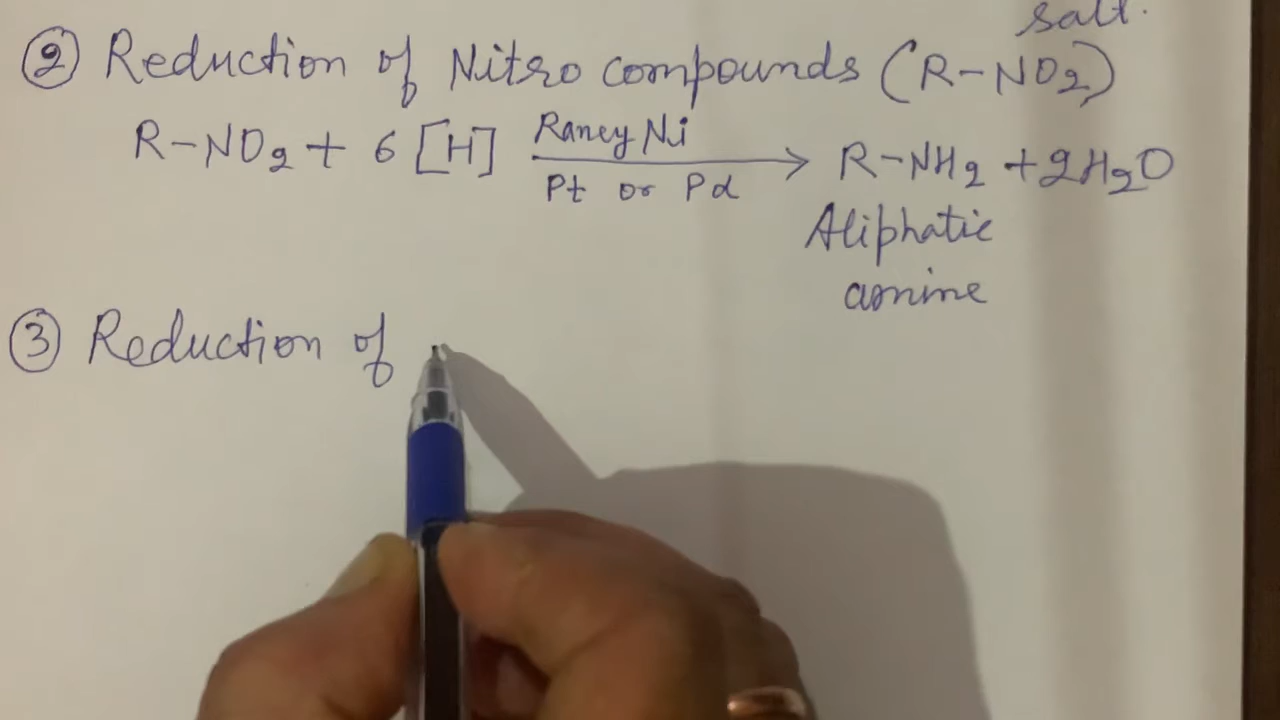 salt.
② Reduction of Nitro compounds (R-NO2)
R-NO2 + 6 [H] Raney Ni Pt or Pd → R-NH2 + 2H2O
Aliphatic
amine
③ Reduction of